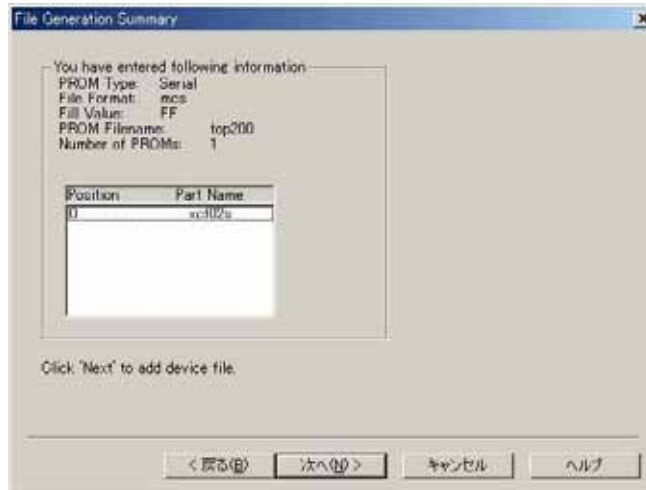 File Generation Summary
You have entered following information
PROM Type: Serial
File Format: mcs
Fill Value: FF
PROM Filename: top200
Number of PROMs: 1
Position Part Name
0 xcf02s
Click "Next" to add device file.
< 戻る(B) 次へ(N) > キャンセル ヘルプ